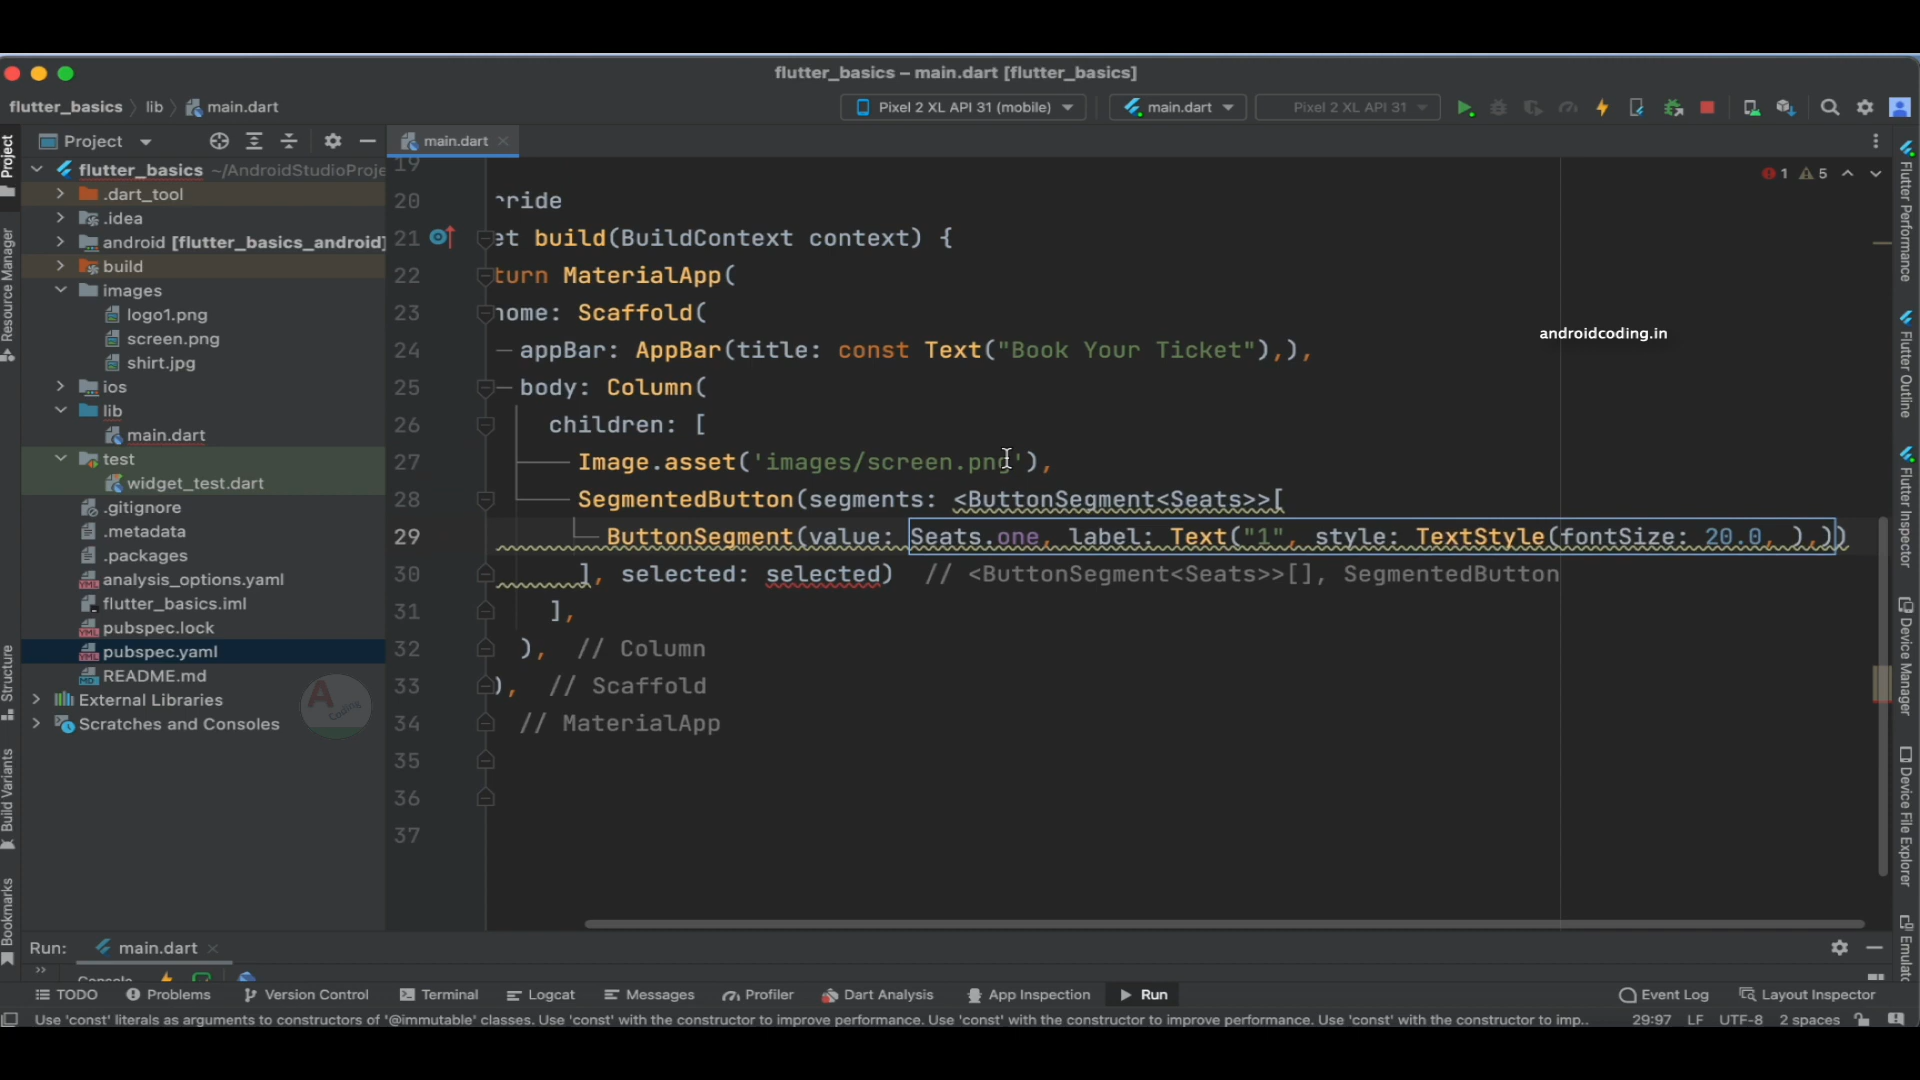 flutter_basics – main.dart [flutter_basics]
flutter_basics lib main.dart
Pixel 2 XL API 31 (mobile) main.dart Pixel 2 XL API 31
Project
main.dart
flutter_basics ~/AndroidStudioProje
.dart_tool
.idea
android [flutter_basics_android]
build
images
logo1.png
screen.png
shirt.jpg
ios
lib
main.dart
test
widget_test.dart
.gitignore
.metadata
.packages
analysis_options.yaml
flutter_basics.iml
pubspec.lock
pubspec.yaml
README.md
External Libraries
Scratches and Consoles
A Coding
Project
Resource Manager
Structure
Build Variants
Bookmarks
19
20 rride
21 et build(BuildContext context) {
22 turn MaterialApp(
23 home: Scaffold(
24 appBar: AppBar(title: const Text("Book Your Ticket"),),
25 body: Column(
26 children: [
27 Image.asset('images/screen.png'),
28 SegmentedButton(segments: <ButtonSegment<Seats>>[
29 ButtonSegment(value: Seats.one, label: Text("1", style: TextStyle(fontSize: 20.0, ),))
30 ], selected: selected) // <ButtonSegment<Seats>>[], SegmentedButton
31 ],
32 ), // Column
33 ), // Scaffold
34 // MaterialApp
35
36
37
1 5
androidcoding.in
Flutter Performance
Flutter Outline
Flutter Inspector
Device Manager
Device File Explorer
Emulato
Run: main.dart
Console
TODO Problems Version Control Terminal Logcat Messages Profiler Dart Analysis App Inspection Run Event Log Layout Inspector
Use 'const' literals as arguments to constructors of '@immutable' classes. Use 'const' with the constructor to improve performance. Use 'const' with the constructor to improve performance. Use 'const' with the constructor to imp.. 29:97 LF UTF-8 2 spaces